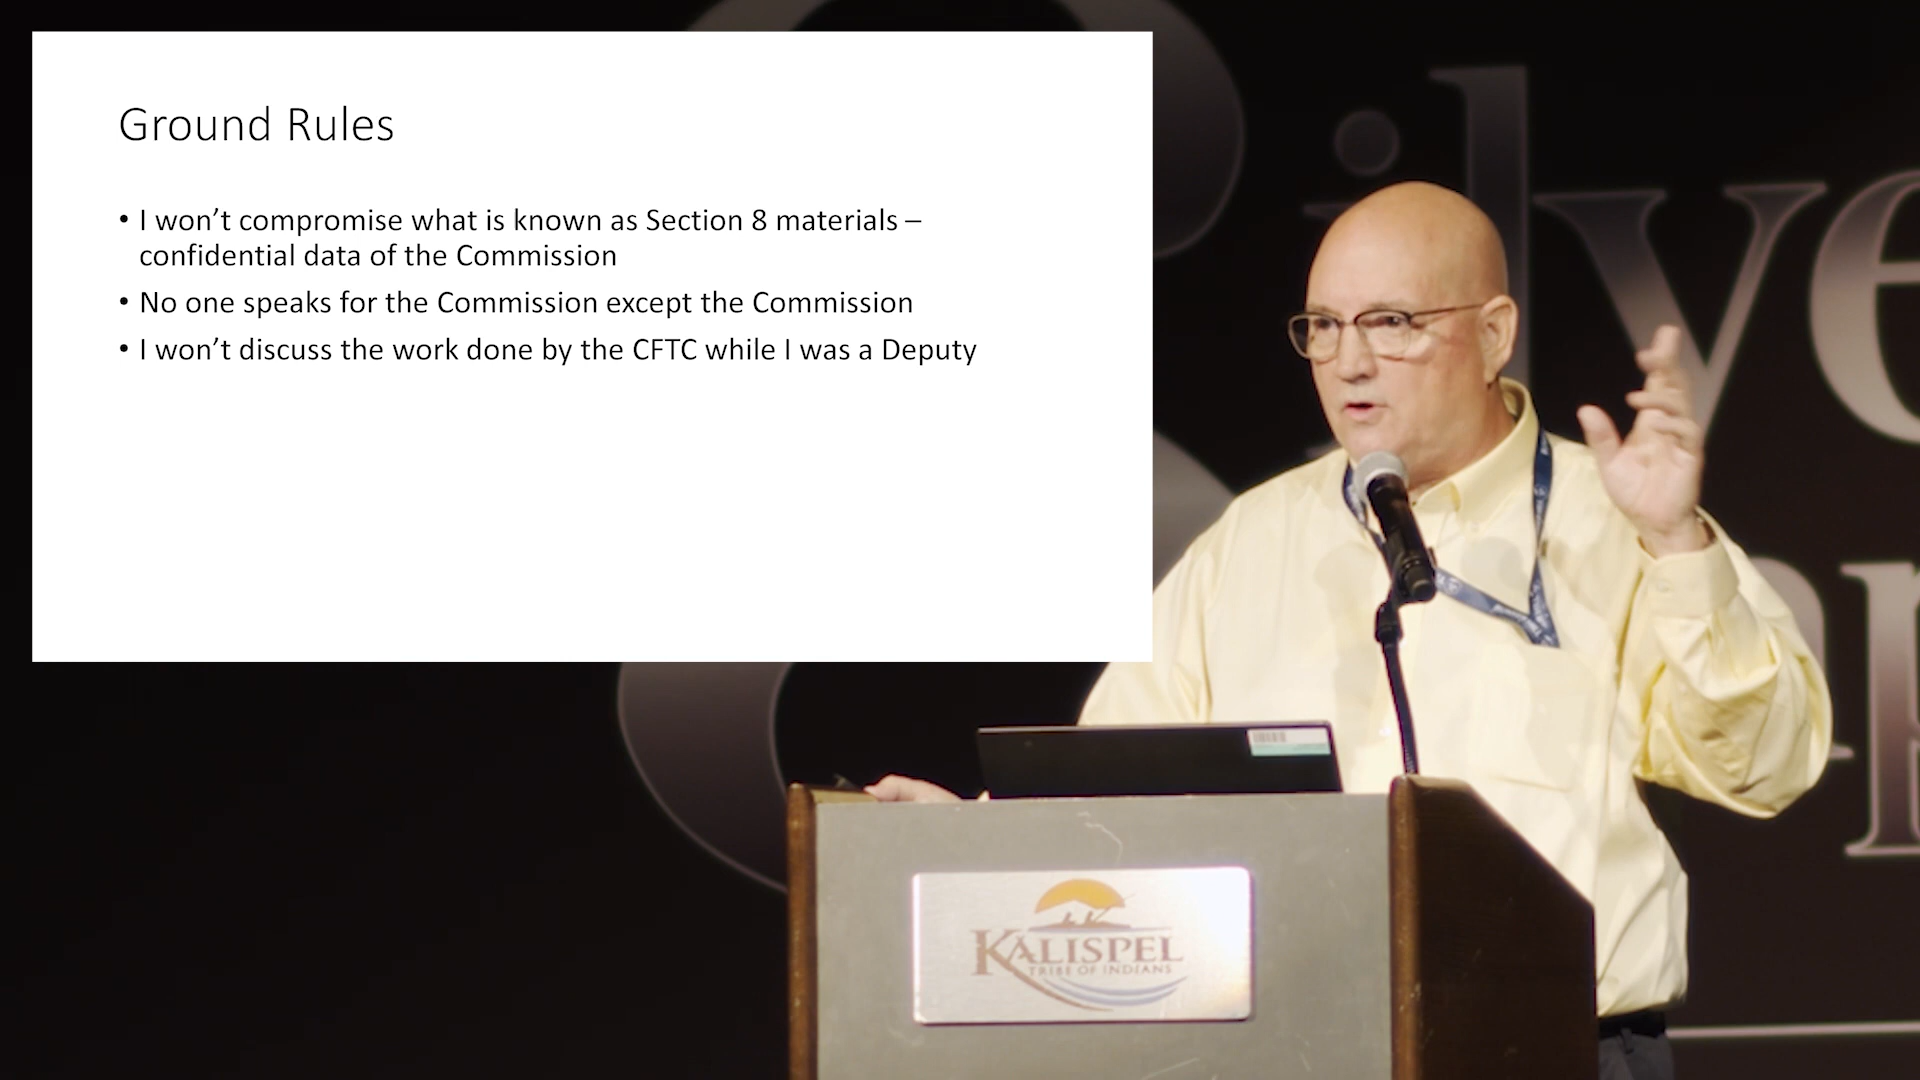 Ground Rules
• I won’t compromise what is known as Section 8 materials –
confidential data of the Commission
• No one speaks for the Commission except the Commission
• I won’t discuss the work done by the CFTC while I was a Deputy
KALISPEL
TRIBE OF INDIANS